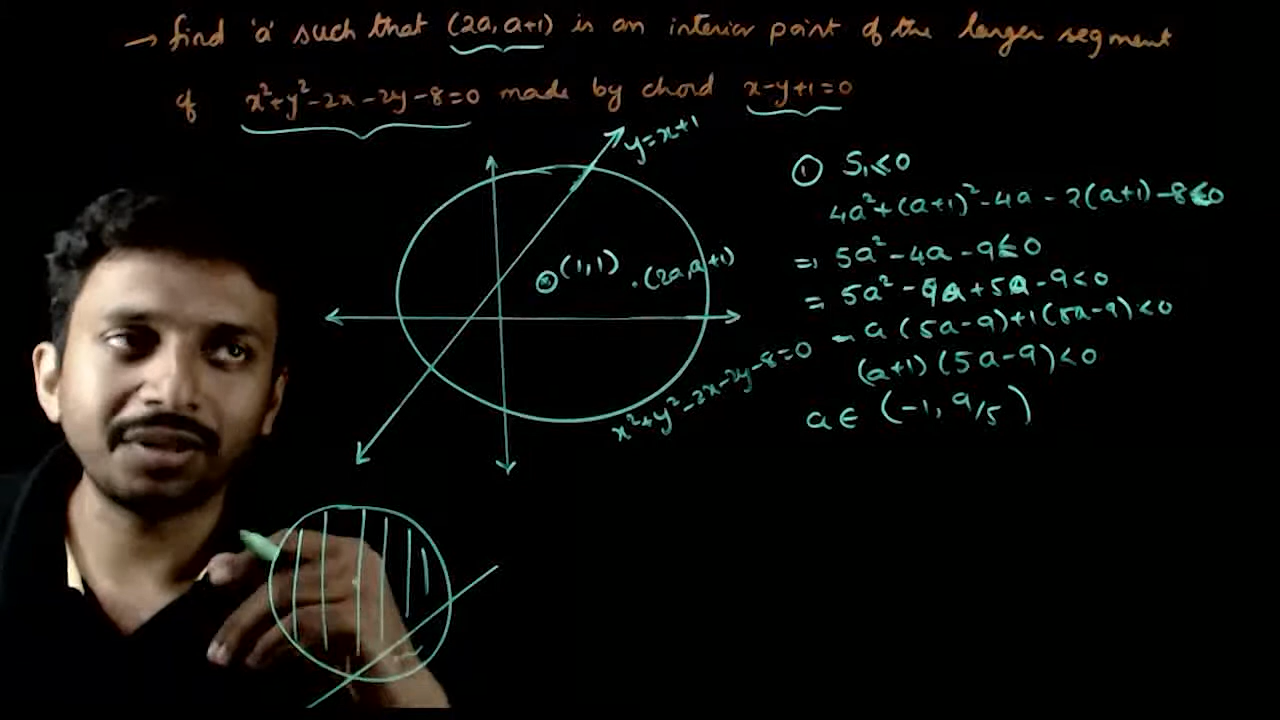 → find 'a' such that (2a, a+1) is an interior point of the larger segment
of x²+y²-2x-2y-8=0 made by chord x-y+1=0
y=x+1
(1,1)
(2a, a+1)
x²+y²-2x-2y-8=0
① S₁<0
4a²+(a+1)²-4a-2(a+1)-8<0
=, 5a²-4a-9<0
= 5a²-9a+5a-9<0
- a(5a-9)+1(5a-9)<0
(a+1)(5a-9)<0
a∈(-1, 9/5)